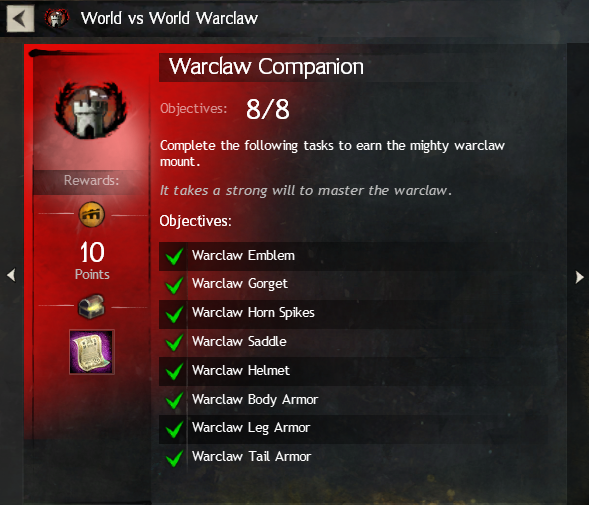 World vs World Warclaw
Warclaw Companion
Objectives: 8/8
Complete the following tasks to earn the mighty warclaw
mount.
It takes a strong will to master the warclaw.
Objectives:
Warclaw Emblem
Warclaw Gorget
Warclaw Horn Spikes
Warclaw Saddle
Warclaw Helmet
Warclaw Body Armor
Warclaw Leg Armor
Warclaw Tail Armor
Rewards:
10
Points